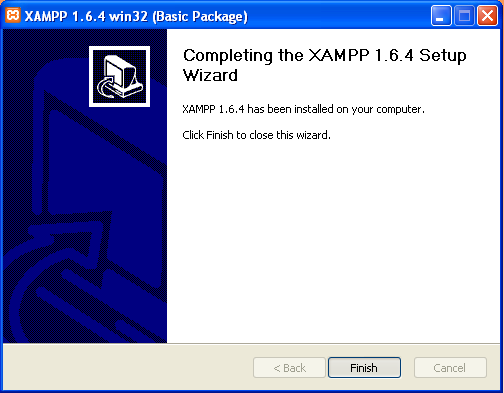 XAMPP 1.6.4 win32 (Basic Package)
Completing the XAMPP 1.6.4 Setup
Wizard
XAMPP 1.6.4 has been installed on your computer.
Click Finish to close this wizard.
< Back
Finish
Cancel